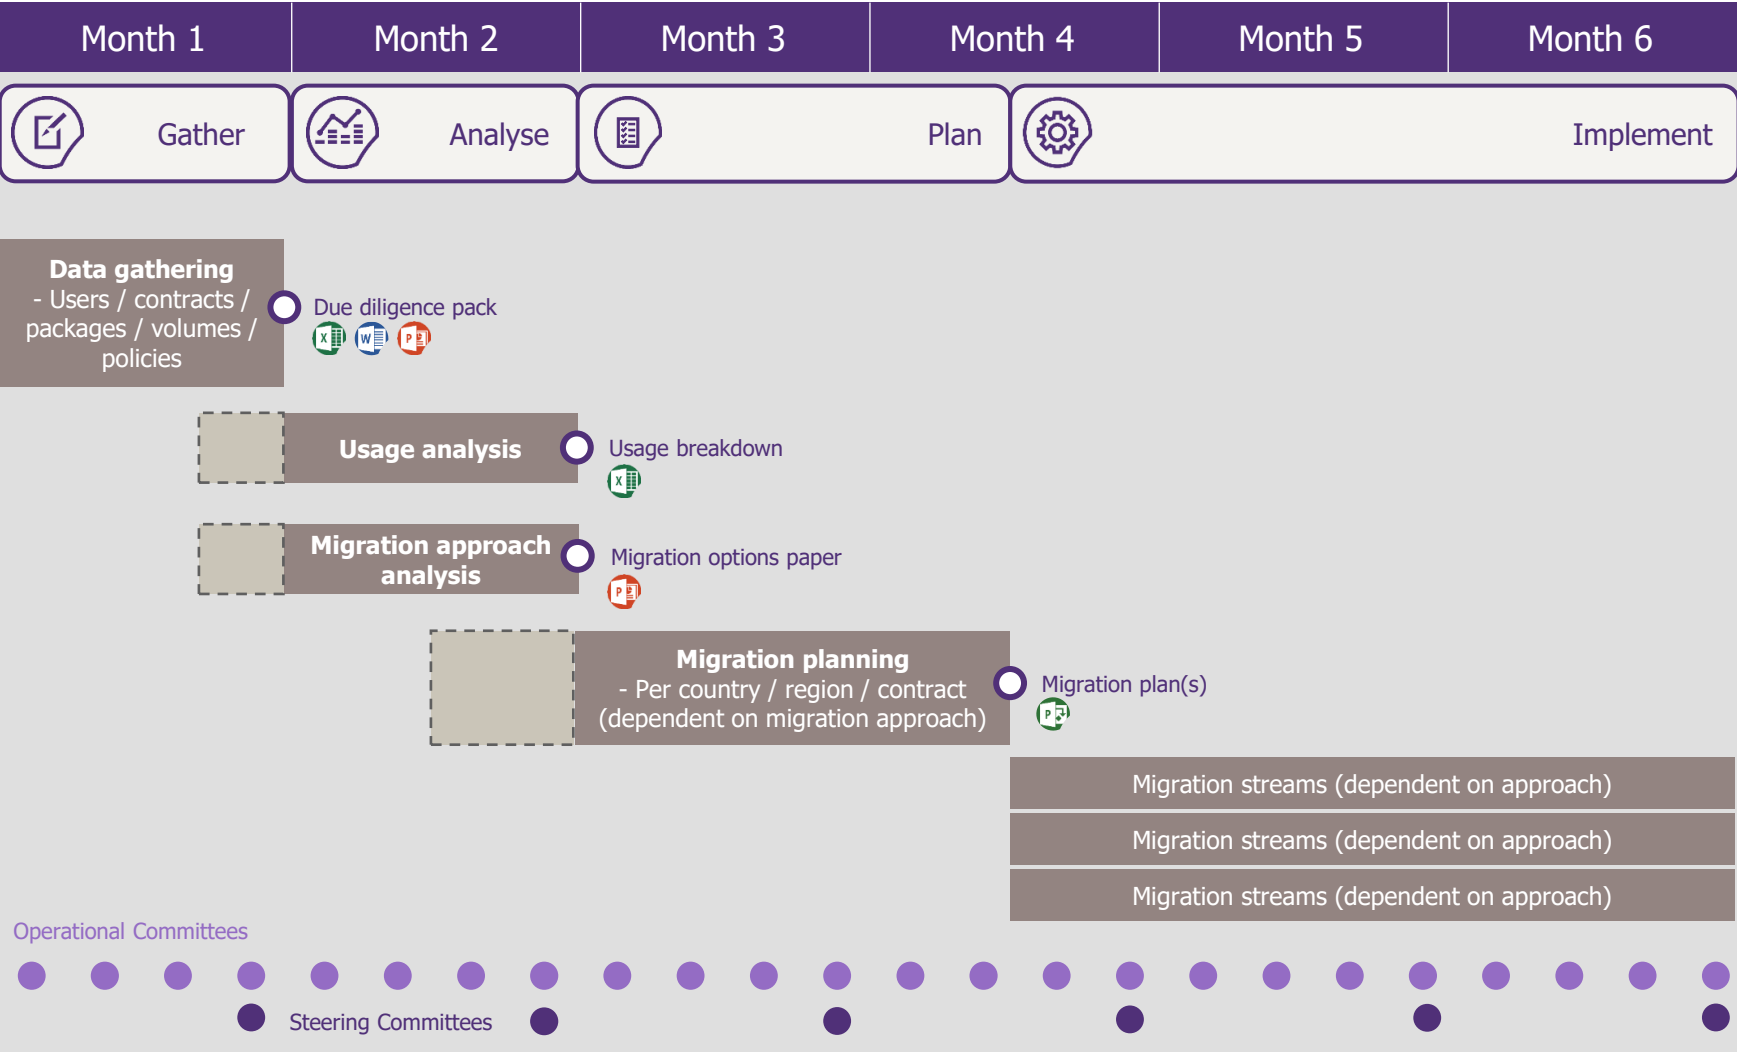 Month 1
Month 2
Month 3
Month 4
Month 5
Month 6
Gather
Analyse
Plan
Implement
Data gathering
- Users / contracts /
packages / volumes /
policies
Due diligence pack
X
W
P
Usage analysis
Usage breakdown
X
Migration approach
analysis
Migration options paper
P
Migration planning
- Per country / region / contract
(dependent on migration approach)
Migration plan(s)
P
Migration streams (dependent on approach)
Migration streams (dependent on approach)
Migration streams (dependent on approach)
Operational Committees
Steering Committees